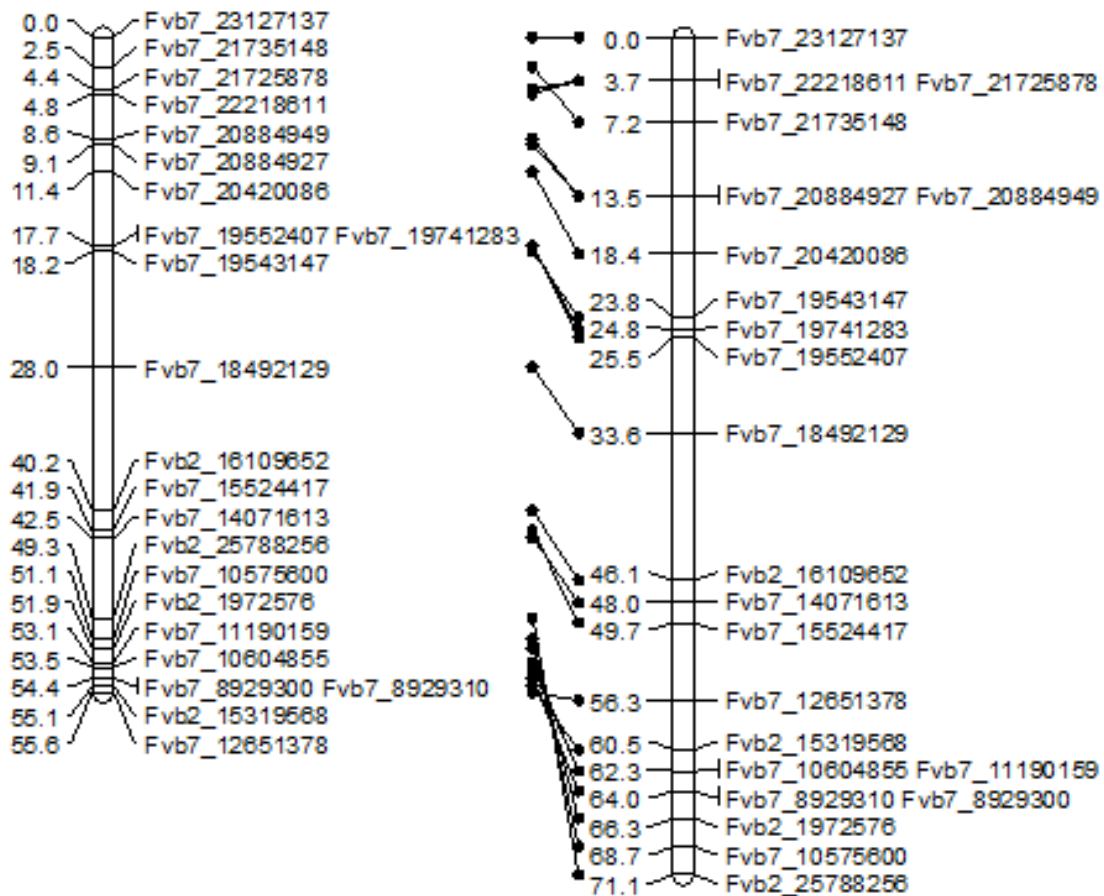 0.0 Fvb7_23127137
2.5 Fvb7_21735148
4.4 Fvb7_21725878
4.8 Fvb7_22218611
8.6 Fvb7_20884949
9.1 Fvb7_20884927
11.4 Fvb7_20420086
17.7 Fvb7_19552407 Fvb7_19741283
18.2 Fvb7_19543147
28.0 Fvb7_18492129
40.2 Fvb2_16109652
41.9 Fvb7_15524417
42.5 Fvb7_14071613
49.3 Fvb2_25788256
51.1 Fvb7_10575600
51.9 Fvb2_1972576
53.1 Fvb7_11190159
53.5 Fvb7_10604855
54.4 Fvb7_8929300 Fvb7_8929310
55.1 Fvb2_15319568
55.6 Fvb7_12651378
0.0 Fvb7_23127137
3.7 Fvb7_22218611 Fvb7_21725878
7.2 Fvb7_21735148
13.5 Fvb7_20884927 Fvb7_20884949
18.4 Fvb7_20420086
23.8 Fvb7_19543147
24.8 Fvb7_19741283
25.5 Fvb7_19552407
33.6 Fvb7_18492129
46.1 Fvb2_16109652
48.0 Fvb7_14071613
49.7 Fvb7_15524417
56.3 Fvb7_12651378
60.5 Fvb2_15319568
62.3 Fvb7_10604855 Fvb7_11190159
64.0 Fvb7_8929310 Fvb7_8929300
66.3 Fvb2_1972576
68.7 Fvb7_10575600
71.1 Fvb2_25788256